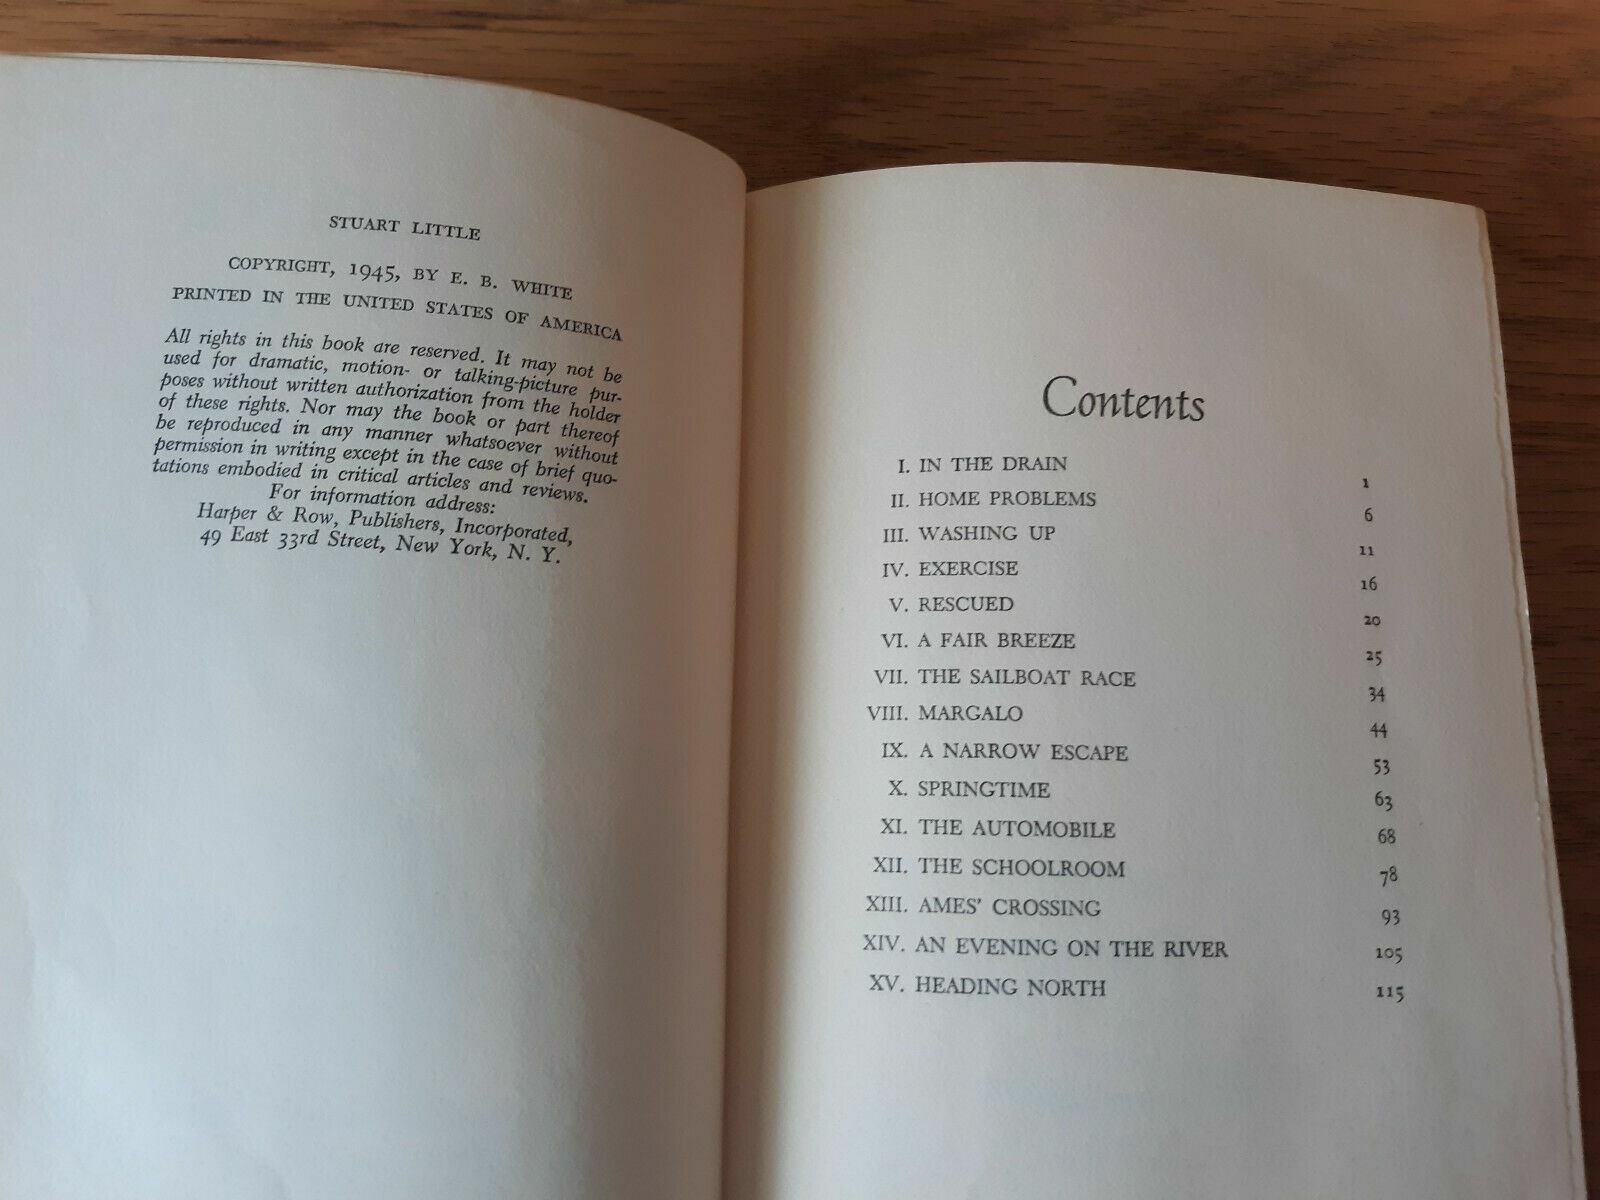 STUART LITTLE
COPYRIGHT, 1945, BY E. B. WHITE
PRINTED IN THE UNITED STATES OF AMERICA
All rights in this book are reserved. It may not be
used for dramatic, motion- or talking-picture pur-
poses without written authorization from the holder
of these rights. Nor may the book or part thereof
be reproduced in any manner whatsoever without
permission in writing except in the case of brief quo-
tations embodied in critical articles and reviews.
For information address:
Harper & Row, Publishers, Incorporated,
49 East 33rd Street, New York, N. Y.
Contents
I. IN THE DRAIN 1
II. HOME PROBLEMS 6
III. WASHING UP 11
IV. EXERCISE 16
V. RESCUED 20
VI. A FAIR BREEZE 25
VII. THE SAILBOAT RACE 34
VIII. MARGALO 44
IX. A NARROW ESCAPE 53
X. SPRINGTIME 63
XI. THE AUTOMOBILE 68
XII. THE SCHOOLROOM 78
XIII. AMES' CROSSING 93
XIV. AN EVENING ON THE RIVER 105
XV. HEADING NORTH 115